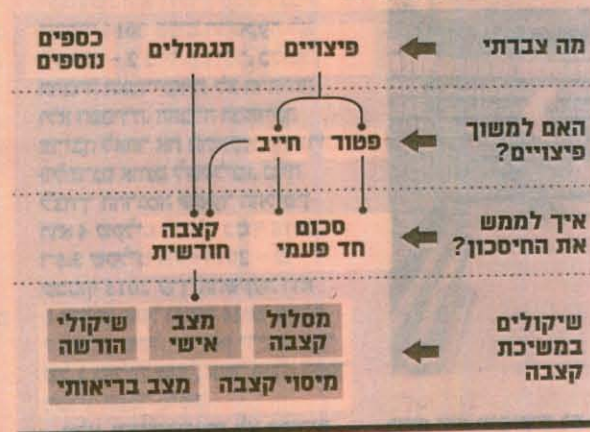 מה צברתי
פיצויים
תגמולים
כספים
נוספים
האם למשוך
פיצויים?
פטור
חייב
איך לממש
את החיסכון?
סכום
חד פעמי
קצבה
חודשית
שיקולים
במשיכת
קצבה
מסלול
קצבה
מצב
אישי
שיקולי
הורשה
מיסוי קצבה
מצב בריאותי